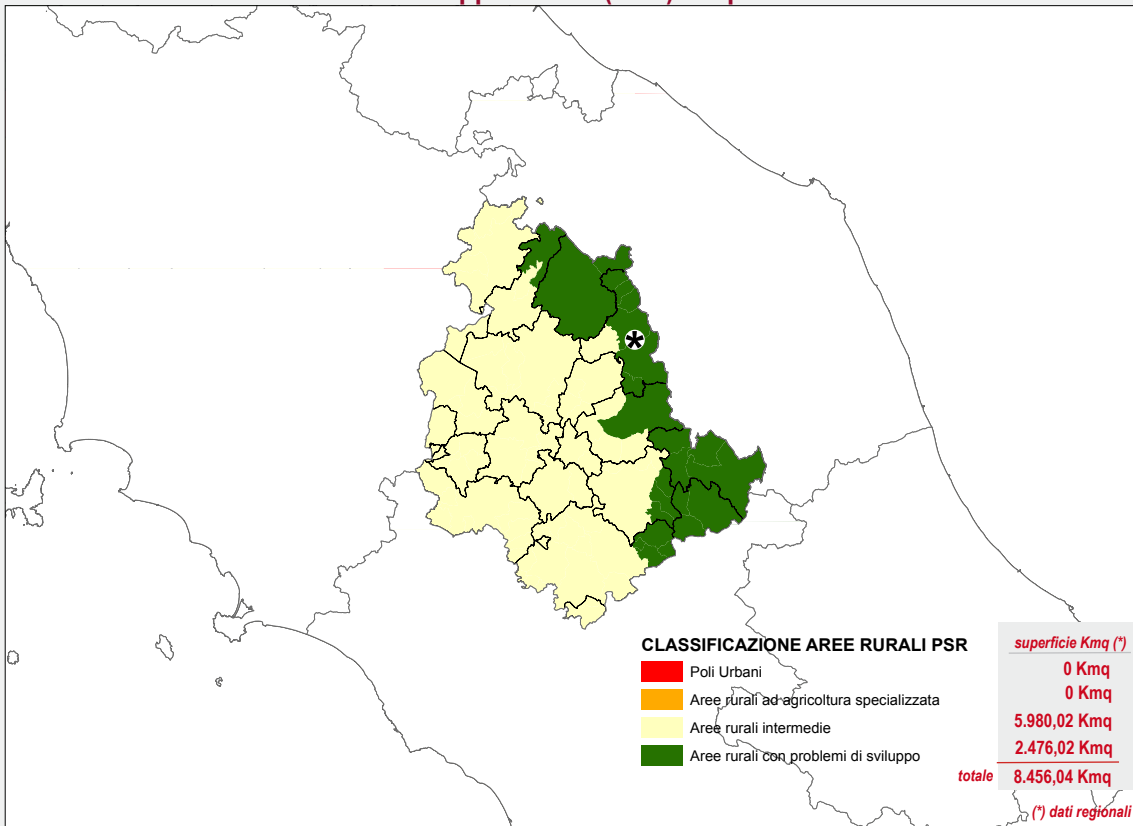 CLASSIFICAZIONE AREE RURALI PSR
superficie Kmq (*)
Poli Urbani
0 Kmq
Aree rurali ad agricoltura specializzata
0 Kmq
Aree rurali intermedie
5.980,02 Kmq
Aree rurali con problemi di sviluppo
2.476,02 Kmq
totale 8.456,04 Kmq
(*) dati regionali